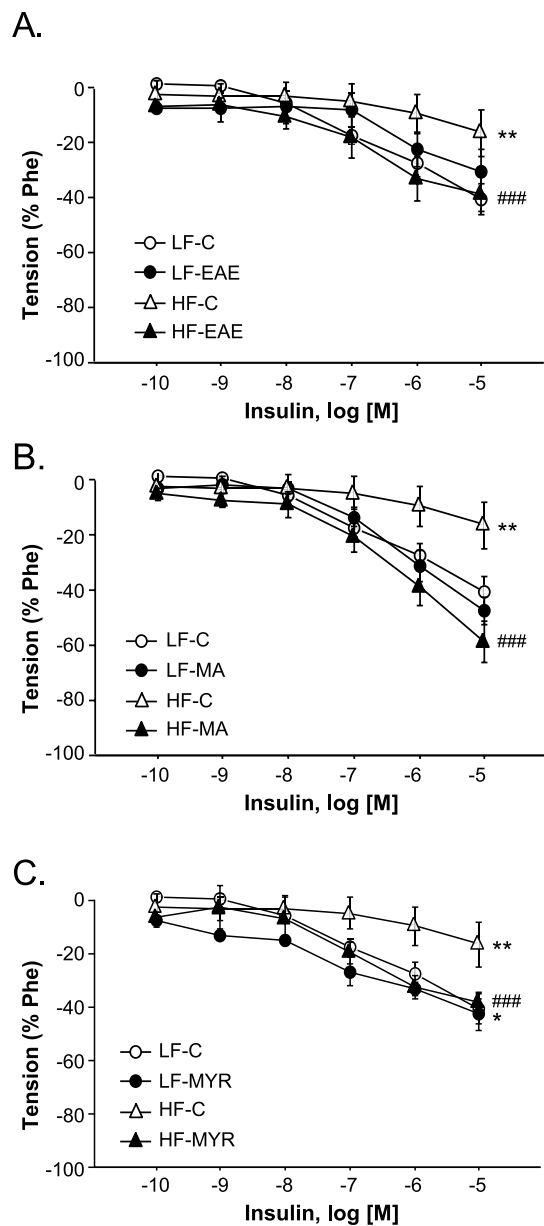 A.
0
-20
-40
-60
-80
-100
Tension (% Phe)
**
###
LF-C
LF-EAE
HF-C
HF-EAE
-10 -9 -8 -7 -6 -5
Insulin, log [M]
B.
0
-20
-40
-60
-80
-100
Tension (% Phe)
**
###
LF-C
LF-MA
HF-C
HF-MA
-10 -9 -8 -7 -6 -5
Insulin, log [M]
C.
0
-20
-40
-60
-80
-100
Tension (% Phe)
**
###
*
LF-C
LF-MYR
HF-C
HF-MYR
-10 -9 -8 -7 -6 -5
Insulin, log [M]